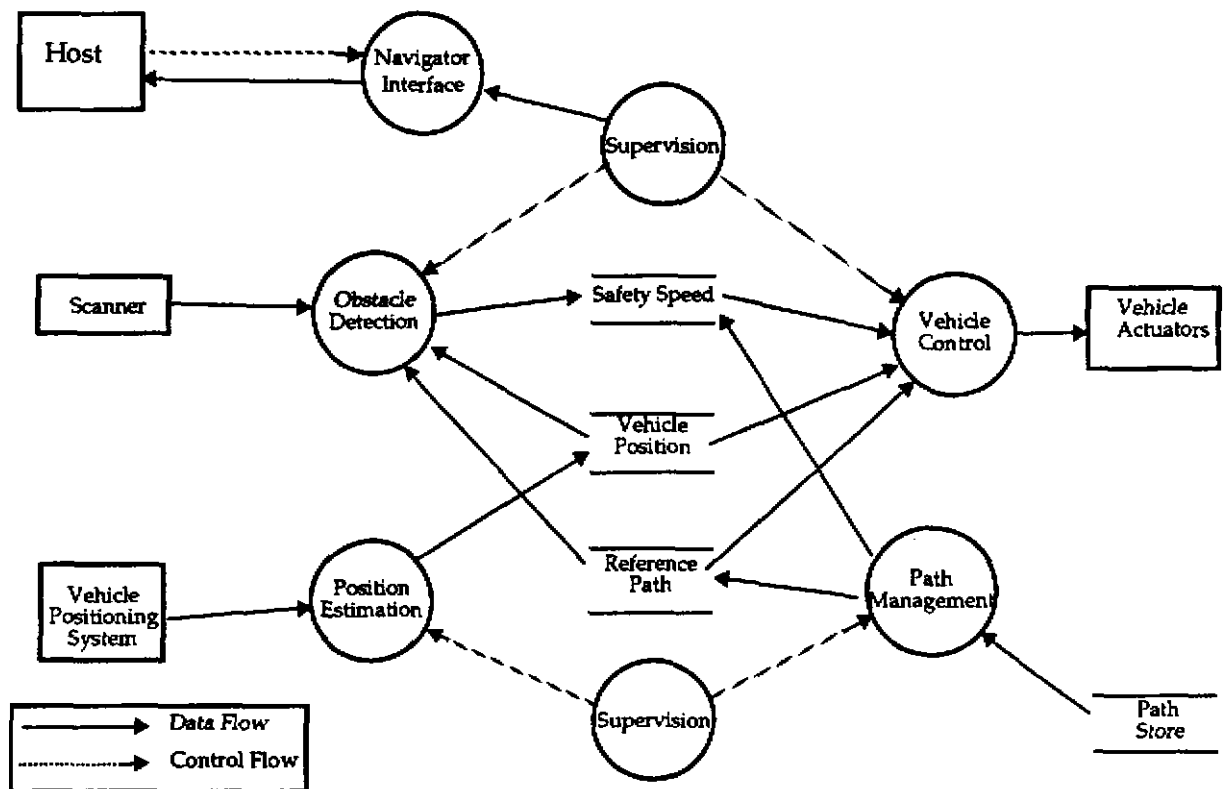 Host
Navigator
Interface
Supervision
Scanner
Obstacle
Detection
Safety Speed
Vehicle
Control
Vehicle
Actuators
Vehicle
Position
Vehicle
Positioning
System
Position
Estimation
Reference
Path
Path
Management
Supervision
Path
Store
Data Flow
Control Flow